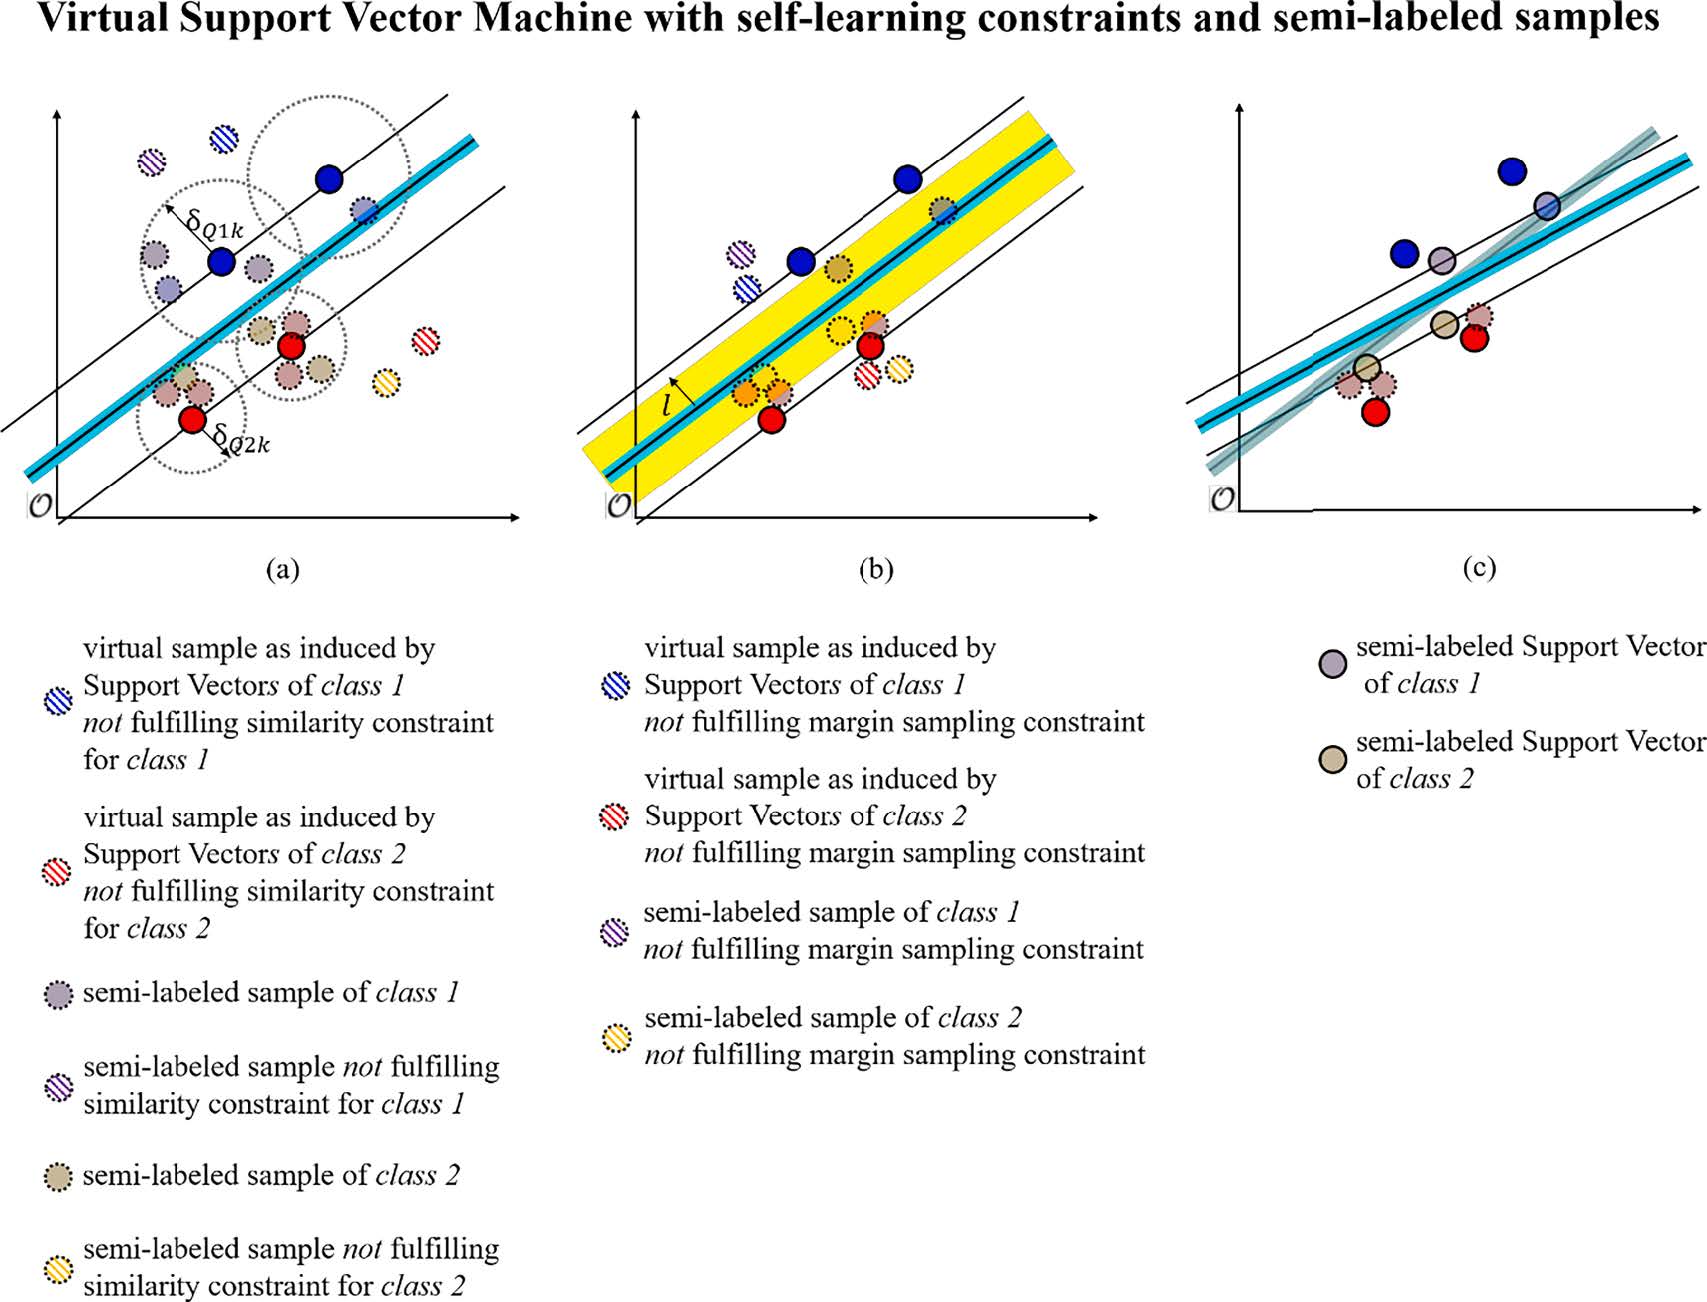 Virtual Support Vector Machine with self-learning constraints and semi-labeled samples
δQ1k
δQ2k
O
(a)
l
O
(b)
O
(c)
virtual sample as induced by
Support Vectors of class 1
not fulfilling similarity constraint
for class 1
virtual sample as induced by
Support Vectors of class 2
not fulfilling similarity constraint
for class 2
semi-labeled sample of class 1
semi-labeled sample not fulfilling
similarity constraint for class 1
semi-labeled sample of class 2
semi-labeled sample not fulfilling
similarity constraint for class 2
virtual sample as induced by
Support Vectors of class 1
not fulfilling margin sampling constraint
virtual sample as induced by
Support Vectors of class 2
not fulfilling margin sampling constraint
semi-labeled sample of class 1
not fulfilling margin sampling constraint
semi-labeled sample of class 2
not fulfilling margin sampling constraint
semi-labeled Support Vector
of class 1
semi-labeled Support Vector
of class 2